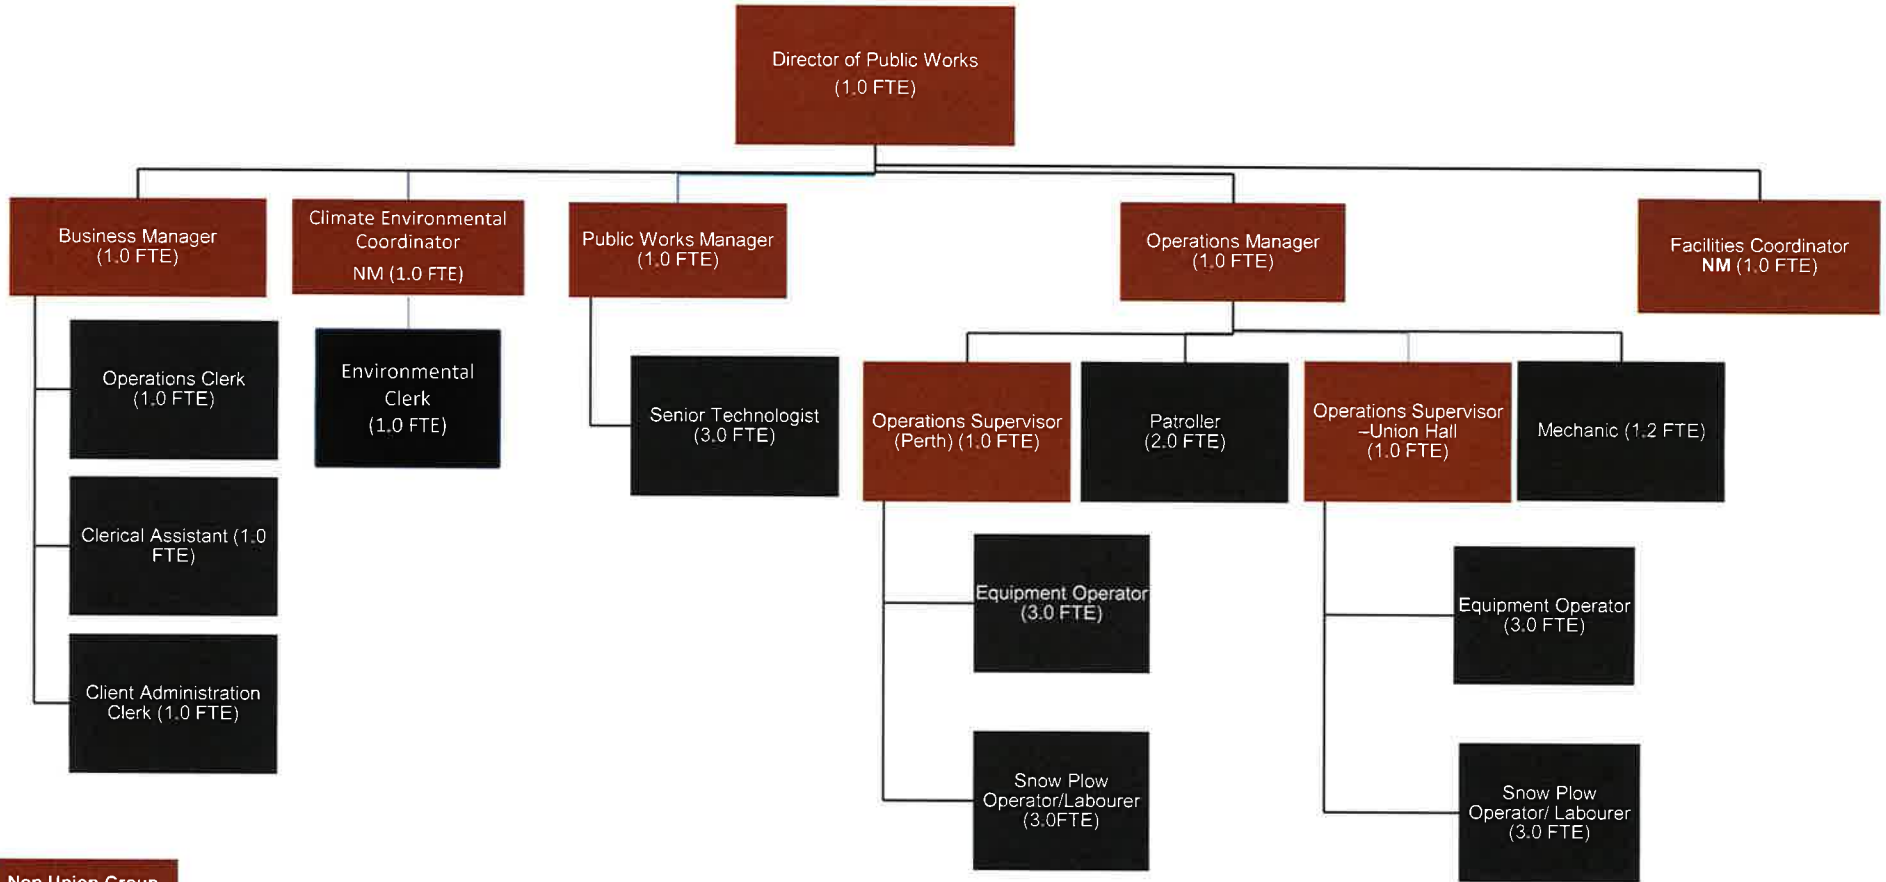 Director of Public Works
(1.0 FTE)
Business Manager
(1.0 FTE)
Climate Environmental
Coordinator
NM (1.0 FTE)
Public Works Manager
(1.0 FTE)
Operations Manager
(1.0 FTE)
Facilities Coordinator
NM (1.0 FTE)
Operations Clerk
(1.0 FTE)
Clerical Assistant (1.0
FTE)
Client Administration
Clerk (1.0 FTE)
Environmental
Clerk
(1.0 FTE)
Senior Technologist
(3.0 FTE)
Operations Supervisor
(Perth) (1.0 FTE)
Patroller
(2.0 FTE)
Operations Supervisor
–Union Hall
(1.0 FTE)
Mechanic (1.2 FTE)
Equipment Operator
(3.0 FTE)
Snow Plow
Operator/Labourer
(3.0FTE)
Equipment Operator
(3.0 FTE)
Snow Plow
Operator/ Labourer
(3.0 FTE)
Non Union Group